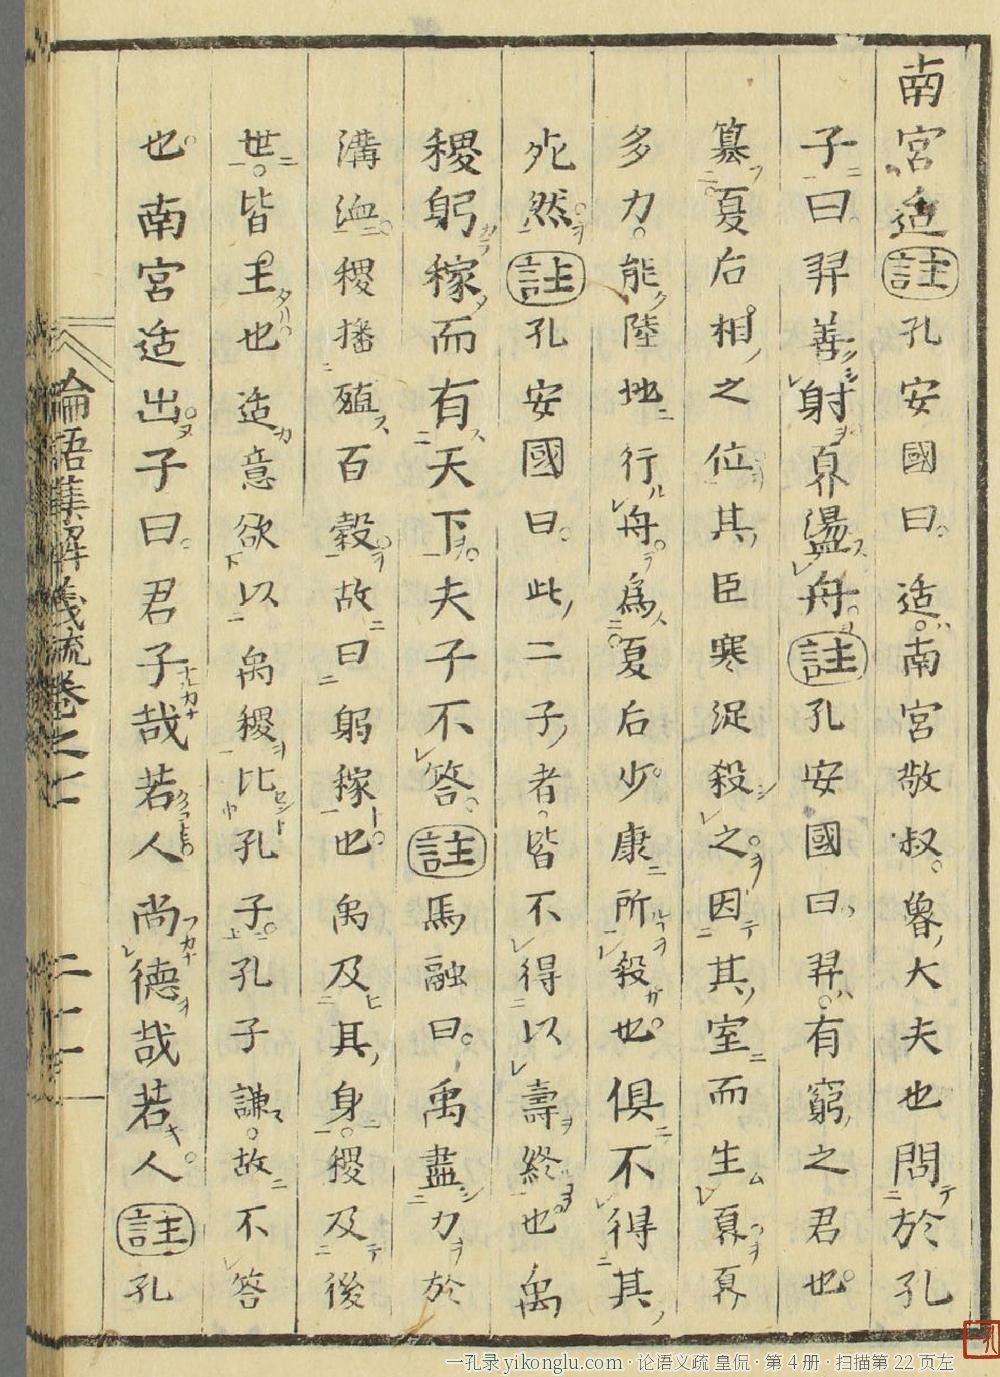 南宮适註孔安國曰适南宮敬叔魯大夫也問於孔
子曰羿善射奡盪舟註孔安國曰羿有窮之君也
簒夏后相之位其臣寒浞殺之因其室而生奡奡
多力能陸地行舟為夏后少康所殺也俱不得其
死然註孔安國曰此二子者皆不得以壽終也禹
稷躬稼而有天下夫子不答註馬融曰禹盡力於
溝洫稷播殖百穀故曰躬稼也禹及其身稷及後
世皆王也适意欲以禹稷比孔子孔子謙故不答
也南宮适出子曰君子哉若人尚德哉若人註孔
論語集解義疏卷之七
二十一
一孔录 yikonglu.com · 论语义疏 皇侃 · 第 4 册 · 扫描第 22 页左